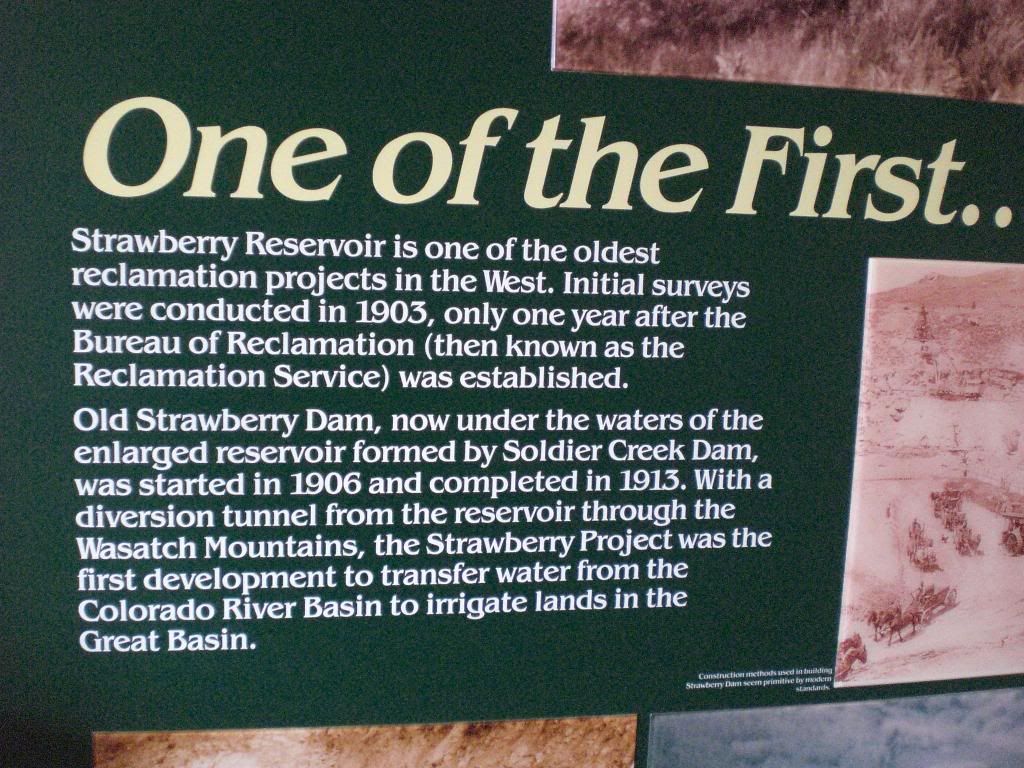 One of the First..
Strawberry Reservoir is one of the oldest
reclamation projects in the West. Initial surveys
were conducted in 1903, only one year after the
Bureau of Reclamation (then known as the
Reclamation Service) was established.
Old Strawberry Dam, now under the waters of the
enlarged reservoir formed by Soldier Creek Dam,
was started in 1906 and completed in 1913. With a
diversion tunnel from the reservoir through the
Wasatch Mountains, the Strawberry Project was the
first development to transfer water from the
Colorado River Basin to irrigate lands in the
Great Basin.
Construction methods used in building
Strawberry Dam seem primitive by modern
standards.